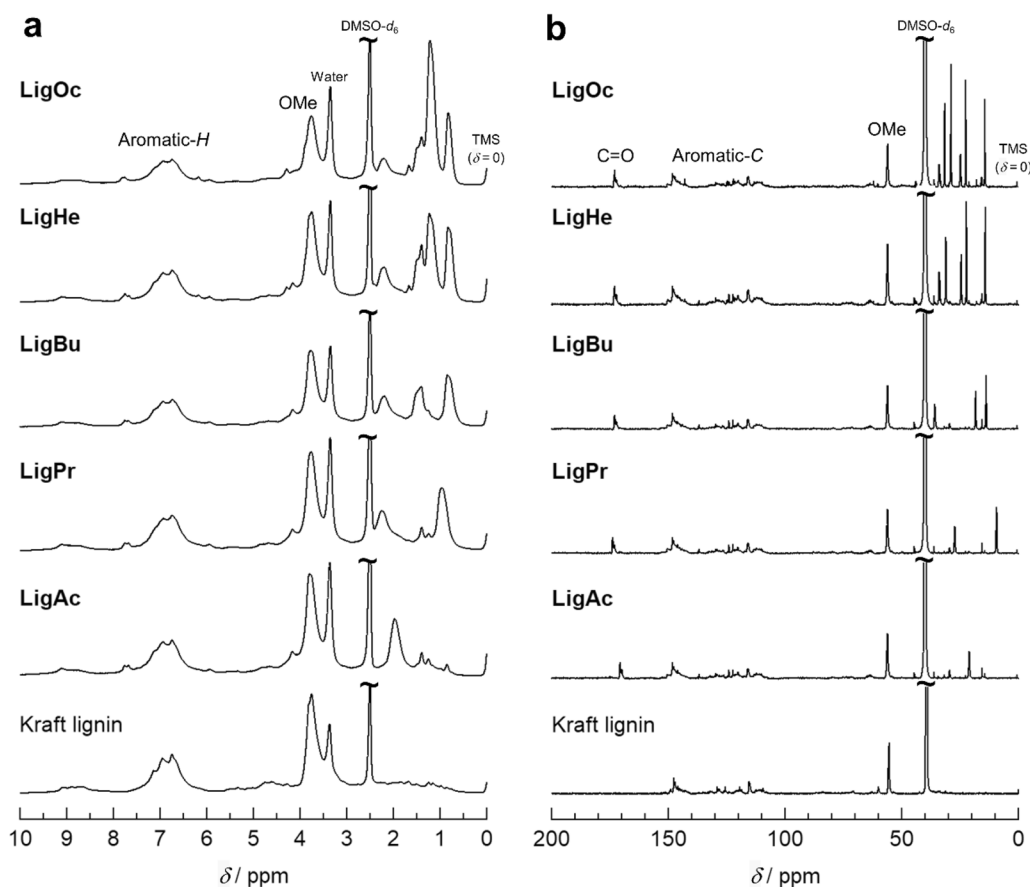 a
DMSO-d6
LigOc
Water
OMe
Aromatic-H
TMS
(δ = 0)
LigHe
LigBu
LigPr
LigAc
Kraft lignin
10 9 8 7 6 5 4 3 2 1 0
δ / ppm
b
DMSO-d6
LigOc
OMe
C=O
Aromatic-C
TMS
(δ = 0)
LigHe
LigBu
LigPr
LigAc
Kraft lignin
200 150 100 50 0
δ / ppm